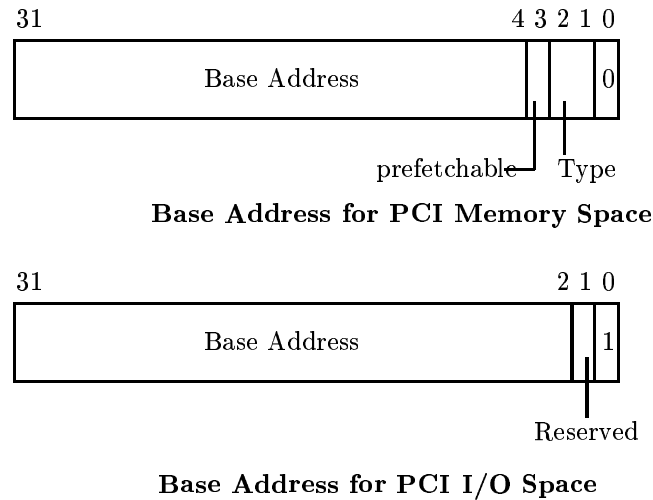 31 4 3 2 1 0
Base Address 0
prefetchable Type
Base Address for PCI Memory Space
31 2 1 0
Base Address 1
Reserved
Base Address for PCI I/O Space